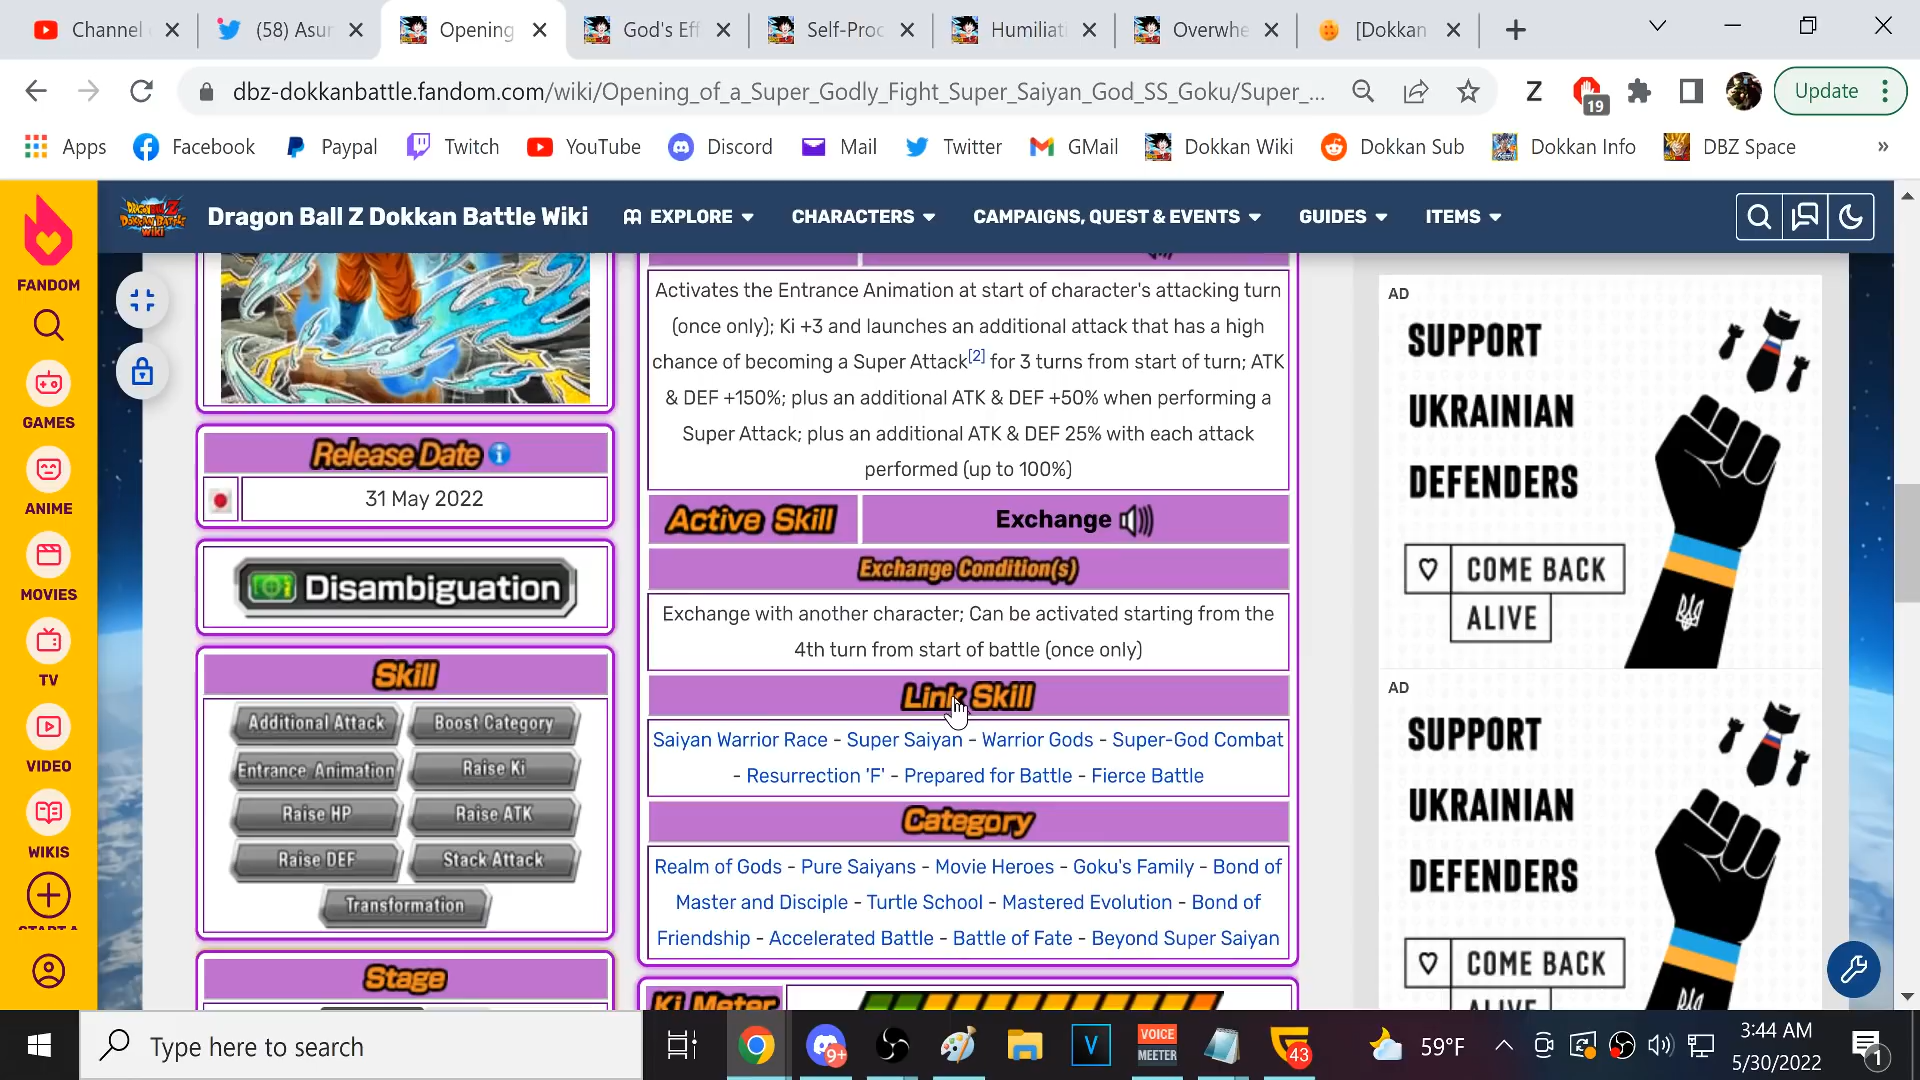 Channel
(58) Asur
Opening
God's Eff
Self-Proc
Humiliati
Overwhe
[Dokkan
dbz-dokkanbattle.fandom.com/wiki/Opening_of_a_Super_Godly_Fight_Super_Saiyan_God_SS_Goku/Super_...
Z
19
Update
Apps
Facebook
Paypal
Twitch
YouTube
Discord
Mail
Twitter
GMail
Dokkan Wiki
Dokkan Sub
Dokkan Info
DBZ Space
»
Dragon Ball Z Dokkan Battle Wiki
EXPLORE
CHARACTERS
CAMPAIGNS, QUEST & EVENTS
GUIDES
ITEMS
FANDOM
GAMES
ANIME
MOVIES
TV
VIDEO
WIKIS
START A
Release Date
31 May 2022
Disambiguation
Skill
Additional Attack
Boost Category
Entrance Animation
Raise Ki
Raise HP
Raise ATK
Raise DEF
Stack Attack
Transformation
Stage
Activates the Entrance Animation at start of character's attacking turn
(once only); Ki +3 and launches an additional attack that has a high
chance of becoming a Super Attack[2] for 3 turns from start of turn; ATK
& DEF +150%; plus an additional ATK & DEF +50% when performing a
Super Attack; plus an additional ATK & DEF 25% with each attack
performed (up to 100%)
Active Skill
Exchange
Exchange Condition(s)
Exchange with another character; Can be activated starting from the
4th turn from start of battle (once only)
Link Skill
Saiyan Warrior Race - Super Saiyan - Warrior Gods - Super-God Combat
- Resurrection 'F' - Prepared for Battle - Fierce Battle
Category
Realm of Gods - Pure Saiyans - Movie Heroes - Goku's Family - Bond of
Master and Disciple - Turtle School - Mastered Evolution - Bond of
Friendship - Accelerated Battle - Battle of Fate - Beyond Super Saiyan
Ki Meter
AD
SUPPORT
UKRAINIAN
DEFENDERS
COME BACK
ALIVE
AD
SUPPORT
UKRAINIAN
DEFENDERS
COME BACK
ALIVE
Type here to search
9+
V
VOICE
MEETER
43
59°F
3:44 AM
5/30/2022
1